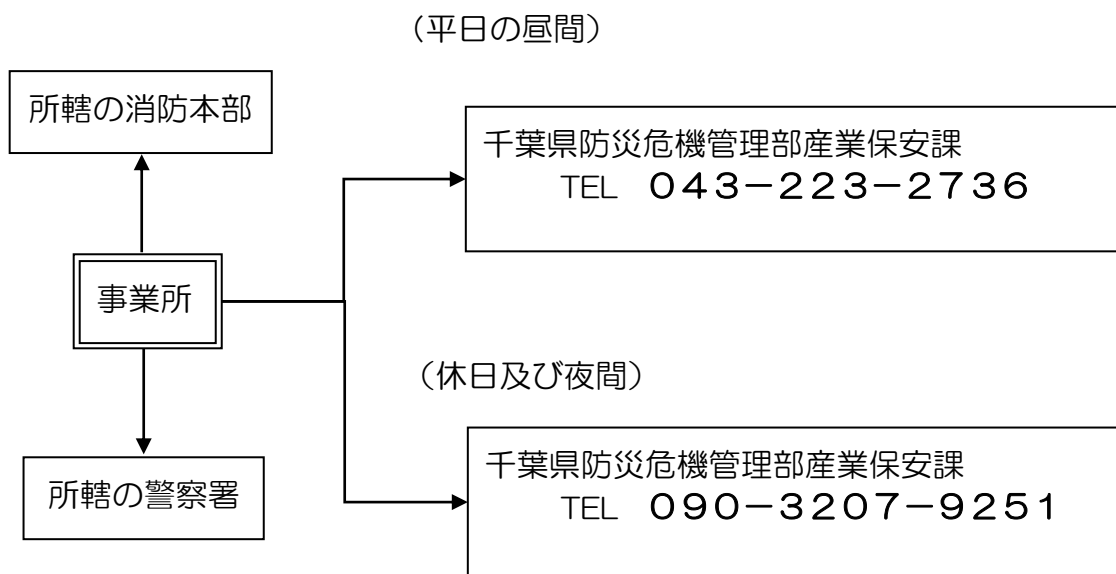 （平日の昼間）
所轄の消防本部
千葉県防災危機管理部産業保安課
TEL ０４３－２２３－２７３６
事業所
（休日及び夜間）
千葉県防災危機管理部産業保安課
TEL ０９０－３２０７－９２５１
所轄の警察署